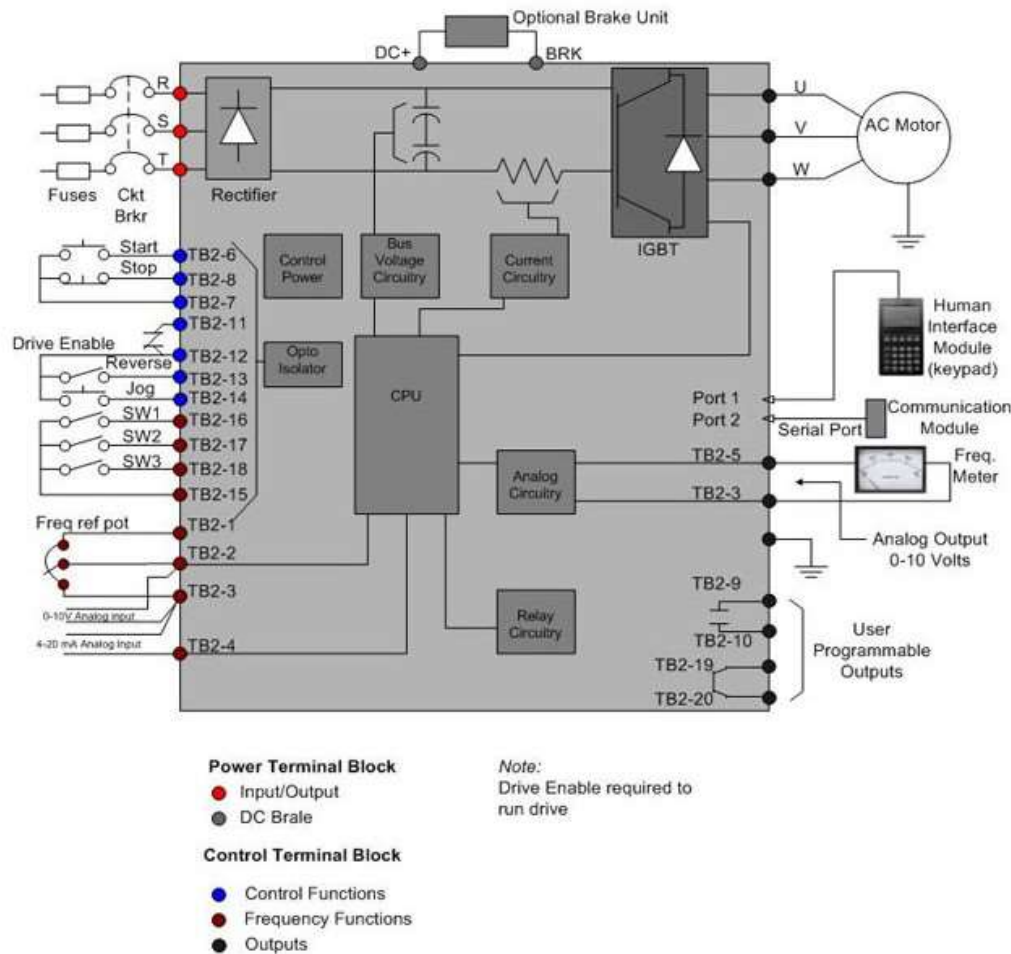 Optional Brake Unit
DC+
BRK
R
S
T
U
V
W
AC Motor
Fuses
Ckt
Brkr
Rectifier
IGBT
Start
Stop
TB2-6
TB2-8
TB2-7
TB2-11
Drive Enable
TB2-12
Reverse
TB2-13
Jog
TB2-14
SW1
TB2-16
SW2
TB2-17
SW3
TB2-18
TB2-15
Freq ref pot
TB2-1
TB2-2
TB2-3
0-10V Analog input
4-20 mA Analog Input
TB2-4
Control
Power
Bus
Voltage
Circuitry
Current
Circuitry
Opto
Isolator
CPU
Analog
Circuitry
Relay
Circuitry
Human
Interface
Module
(keypad)
Port 1
Port 2
Serial Port
Communication
Module
TB2-5
TB2-3
Freq.
Meter
Analog Output
0-10 Volts
TB2-9
TB2-10
TB2-19
TB2-20
User
Programmable
Outputs
Power Terminal Block
Input/Output
DC Brale
Note:
Drive Enable required to
run drive
Control Terminal Block
Control Functions
Frequency Functions
Outputs